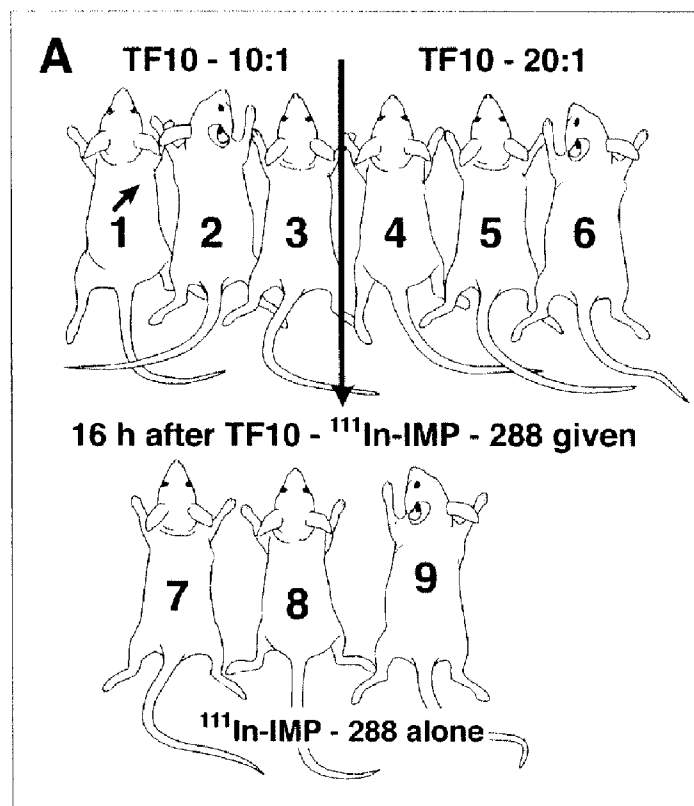 A TF10 - 10:1 TF10 - 20:1
1 2 3 4 5 6
16 h after TF10 - ¹¹¹In-IMP - 288 given
7 8 9
¹¹¹In-IMP - 288 alone